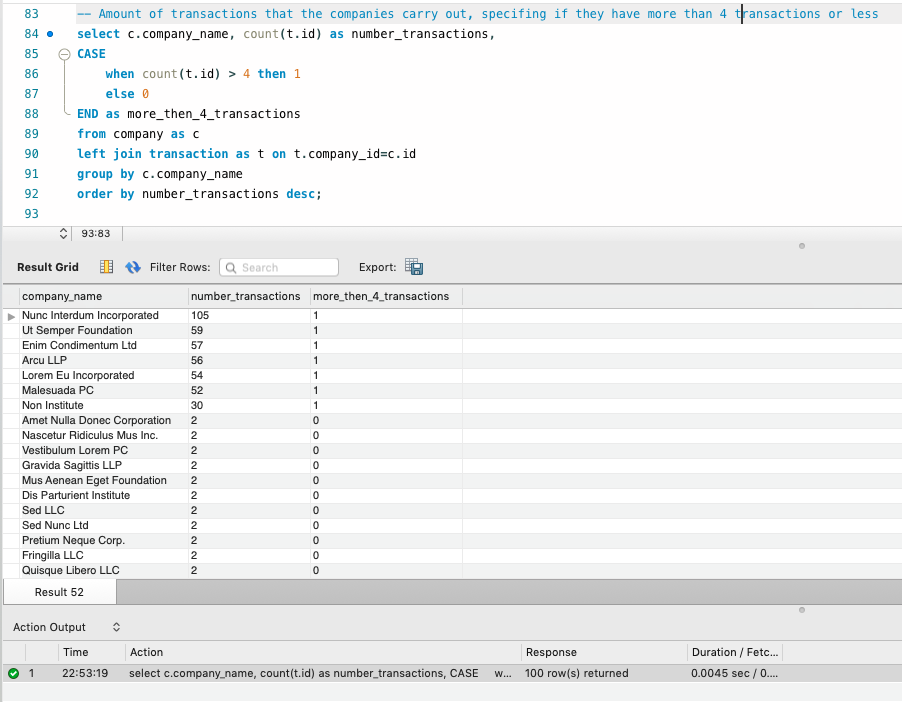 83 -- Amount of transactions that the companies carry out, specifing if they have more than 4 transactions or less
84 select c.company_name, count(t.id) as number_transactions,
85 CASE
86 when count(t.id) > 4 then 1
87 else 0
88 END as more_then_4_transactions
89 from company as c
90 left join transaction as t on t.company_id=c.id
91 group by c.company_name
92 order by number_transactions desc;
93
93:83
Result Grid Filter Rows: Search Export:
company_name number_transactions more_then_4_transactions
Nunc Interdum Incorporated 105 1
Ut Semper Foundation 59 1
Enim Condimentum Ltd 57 1
Arcu LLP 56 1
Lorem Eu Incorporated 54 1
Malesuada PC 52 1
Non Institute 30 1
Amet Nulla Donec Corporation 2 0
Nascetur Ridiculus Mus Inc. 2 0
Vestibulum Lorem PC 2 0
Gravida Sagittis LLP 2 0
Mus Aenean Eget Foundation 2 0
Dis Parturient Institute 2 0
Sed LLC 2 0
Sed Nunc Ltd 2 0
Pretium Neque Corp. 2 0
Fringilla LLC 2 0
Quisque Libero LLC 2 0
Result 52
Action Output
Time Action Response Duration / Fetc...
1 22:53:19 select c.company_name, count(t.id) as number_transactions, CASE w... 100 row(s) returned 0.0045 sec / 0....